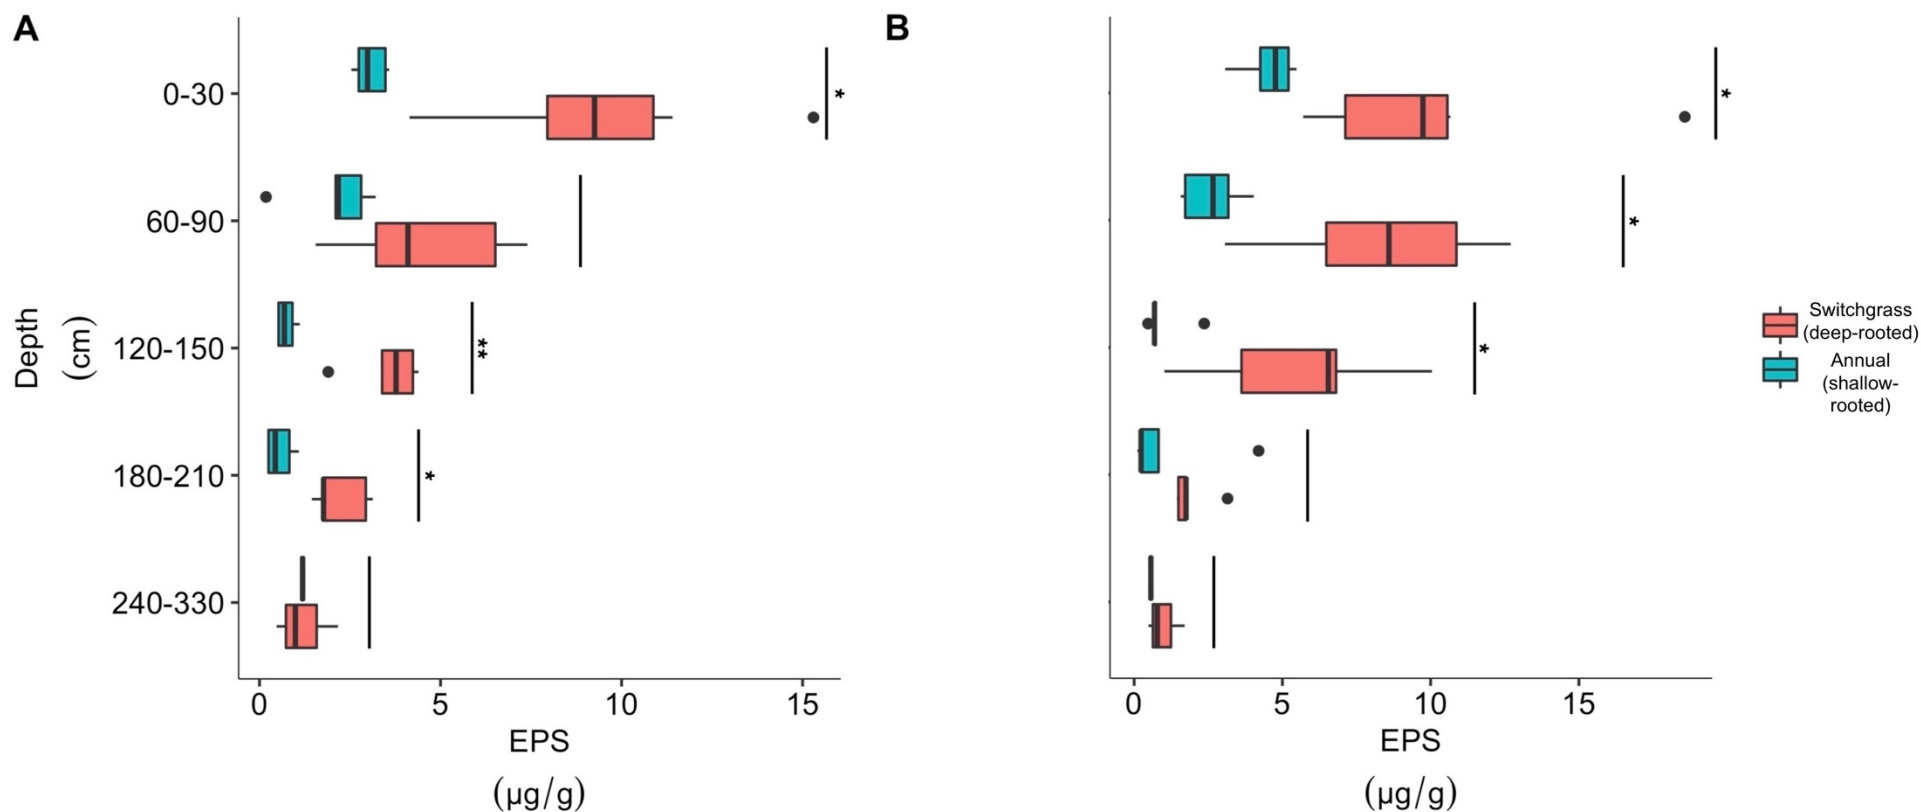 A
B
0-30
*
*
60-90
*
120-150
**
*
180-210
*
240-330
Depth
(cm)
0
5
10
15
0
5
10
15
EPS
(µg/g)
EPS
(µg/g)
Switchgrass
(deep-rooted)
Annual
(shallow-
rooted)